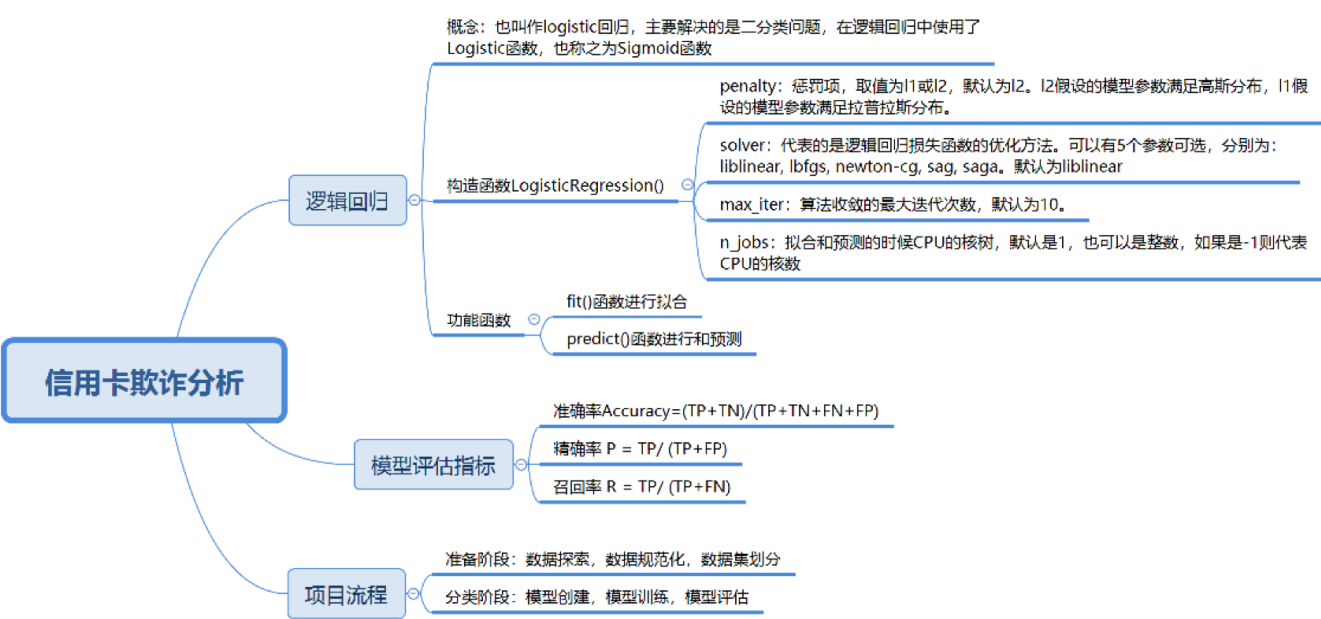 概念：也叫作logistic回归，主要解决的是二分类问题，在逻辑回归中使用了
Logistic函数，也称之为Sigmoid函数
penalty：惩罚项，取值为l1或l2，默认为l2。l2假设的模型参数满足高斯分布，l1假
设的模型参数满足拉普拉斯分布。
solver：代表的是逻辑回归损失函数的优化方法。可以有5个参数可选，分别为：
liblinear, lbfgs, newton-cg, sag, saga。默认为liblinear
构造函数LogisticRegression()
逻辑回归
max_iter：算法收敛的最大迭代次数，默认为10。
n_jobs：拟合和预测的时候CPU的核树，默认是1，也可以是整数，如果是-1则代表
CPU的核数
功能函数
fit()函数进行拟合
predict()函数进行和预测
信用卡欺诈分析
模型评估指标
准确率Accuracy=(TP+TN)/(TP+TN+FN+FP)
精确率 P = TP/ (TP+FP)
召回率 R = TP/ (TP+FN)
项目流程
准备阶段：数据探索，数据规范化，数据集划分
分类阶段：模型创建，模型训练，模型评估